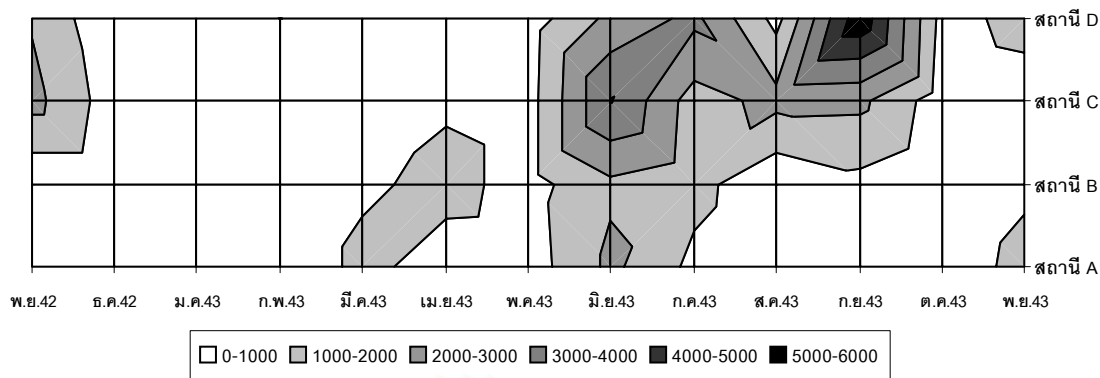 สถานี D
สถานี C
สถานี B
สถานี A
พ.ย.42 ธ.ค.42 ม.ค.43 ก.พ.43 มี.ค.43 เม.ย.43 พ.ค.43 มิ.ย.43 ก.ค.43 ส.ค.43 ก.ย.43 ต.ค.43 พ.ย.43
0-1000 1000-2000 2000-3000 3000-4000 4000-5000 5000-6000